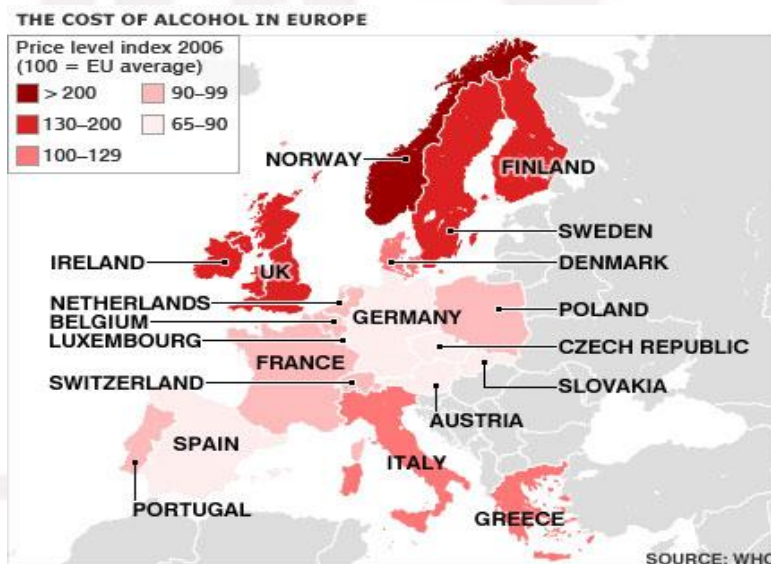 THE COST OF ALCOHOL IN EUROPE
Price level index 2006
(100 = EU average)
> 200
90–99
130–200
65–90
100–129
NORWAY
FINLAND
SWEDEN
IRELAND
UK
DENMARK
NETHERLANDS
BELGIUM
LUXEMBOURG
GERMANY
POLAND
FRANCE
CZECH REPUBLIC
SWITZERLAND
SLOVAKIA
AUSTRIA
SPAIN
ITALY
PORTUGAL
GREECE
SOURCE: WHO